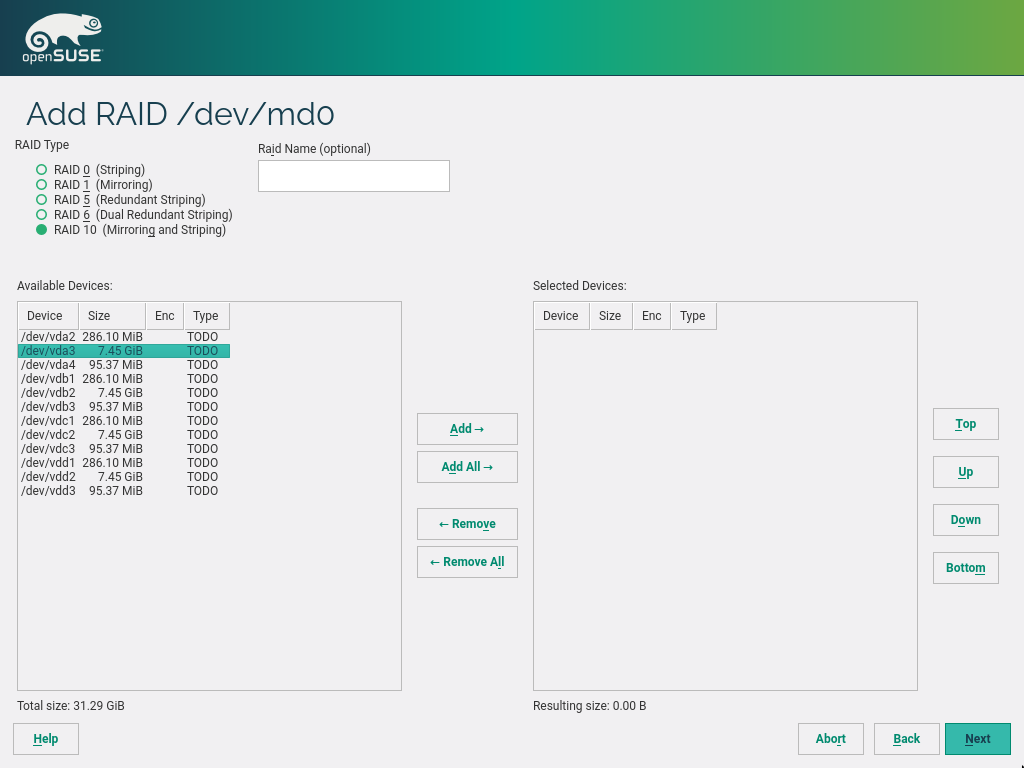 openSUSE
Add RAID /dev/md0
RAID Type
Raid Name (optional)
RAID 0 (Striping)
RAID 1 (Mirroring)
RAID 5 (Redundant Striping)
RAID 6 (Dual Redundant Striping)
RAID 10 (Mirroring and Striping)
Available Devices:
Device Size Enc Type
/dev/vda2 286.10 MiB TODO
/dev/vda3 7.45 GiB TODO
/dev/vda4 95.37 MiB TODO
/dev/vdb1 286.10 MiB TODO
/dev/vdb2 7.45 GiB TODO
/dev/vdb3 95.37 MiB TODO
/dev/vdc1 286.10 MiB TODO
/dev/vdc2 7.45 GiB TODO
/dev/vdc3 95.37 MiB TODO
/dev/vdd1 286.10 MiB TODO
/dev/vdd2 7.45 GiB TODO
/dev/vdd3 95.37 MiB TODO
Total size: 31.29 GiB
Add →
Add All →
← Remove
← Remove All
Selected Devices:
Device Size Enc Type
Resulting size: 0.00 B
Top
Up
Down
Bottom
Help
Abort
Back
Next